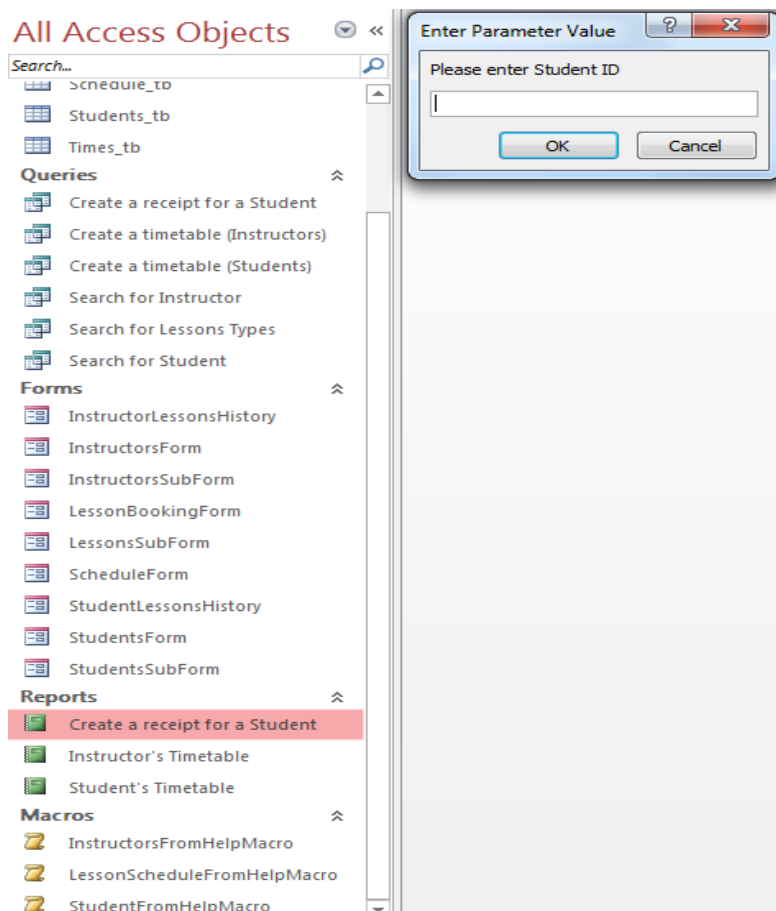 All Access Objects
Search...
Schedule_tb
Students_tb
Times_tb
Queries
Create a receipt for a Student
Create a timetable (Instructors)
Create a timetable (Students)
Search for Instructor
Search for Lessons Types
Search for Student
Forms
InstructorLessonsHistory
InstructorsForm
InstructorsSubForm
LessonBookingForm
LessonsSubForm
ScheduleForm
StudentLessonsHistory
StudentsForm
StudentsSubForm
Reports
Create a receipt for a Student
Instructor's Timetable
Student's Timetable
Macros
InstructorsFromHelpMacro
LessonScheduleFromHelpMacro
StudentFromHelpMacro
Enter Parameter Value
Please enter Student ID
OK Cancel